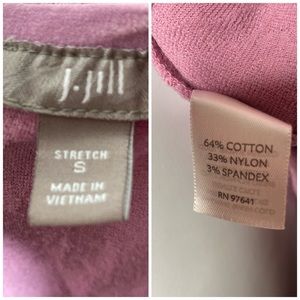 J.Jill
STRETCH
S
MADE IN
VIETNAM
64% COTTON
33% NYLON
3% SPANDEX
RN 97641